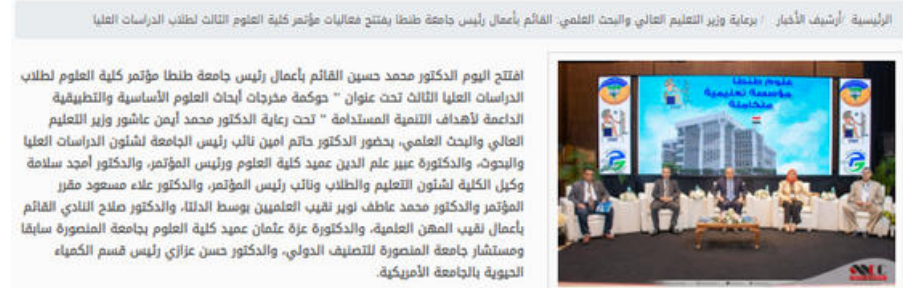 الرئيسية / أرشيف الأخبار / برعاية وزير التعليم العالي والبحث العلمي: القائم بأعمال رئيس جامعة طنطا يفتتح فعاليات مؤتمر كلية العلوم الثالث لطلاب الدراسات العليا
افتتح اليوم الدكتور محمد حسين القائم بأعمال رئيس جامعة طنطا مؤتمر كلية العلوم لطلاب
الدراسات العليا الثالث تحت عنوان " حوكمة مخرجات أبحاث العلوم الأساسية والتطبيقية
الداعمة لأهداف التنمية المستدامة " تحت رعاية الدكتور محمد أيمن عاشور وزير التعليم
العالي والبحث العلمي، بحضور الدكتور حاتم امين نائب رئيس الجامعة لشئون الدراسات العليا
والبحوث، والدكتورة عبير علم الدين عميد كلية العلوم ورئيس المؤتمر، والدكتور أمجد سلامة
وكيل الكلية لشئون التعليم والطلاب ونائب رئيس المؤتمر، والدكتور علاء مسعود مقرر
المؤتمر والدكتور محمد عاطف نوير نقيب العلميين بوسط الدلتا، والدكتور صلاح النادي القائم
بأعمال نقيب المهن العلمية، والدكتورة عزة عثمان عميد كلية العلوم بجامعة المنصورة سابقا
ومستشار جامعة المنصورة للتصنيف الدولي، والدكتور حسن عزازي رئيس قسم الكمياء
الحيوية بالجامعة الأمريكية.
علوم طنطا
مؤسسة تعليمية
متكاملة